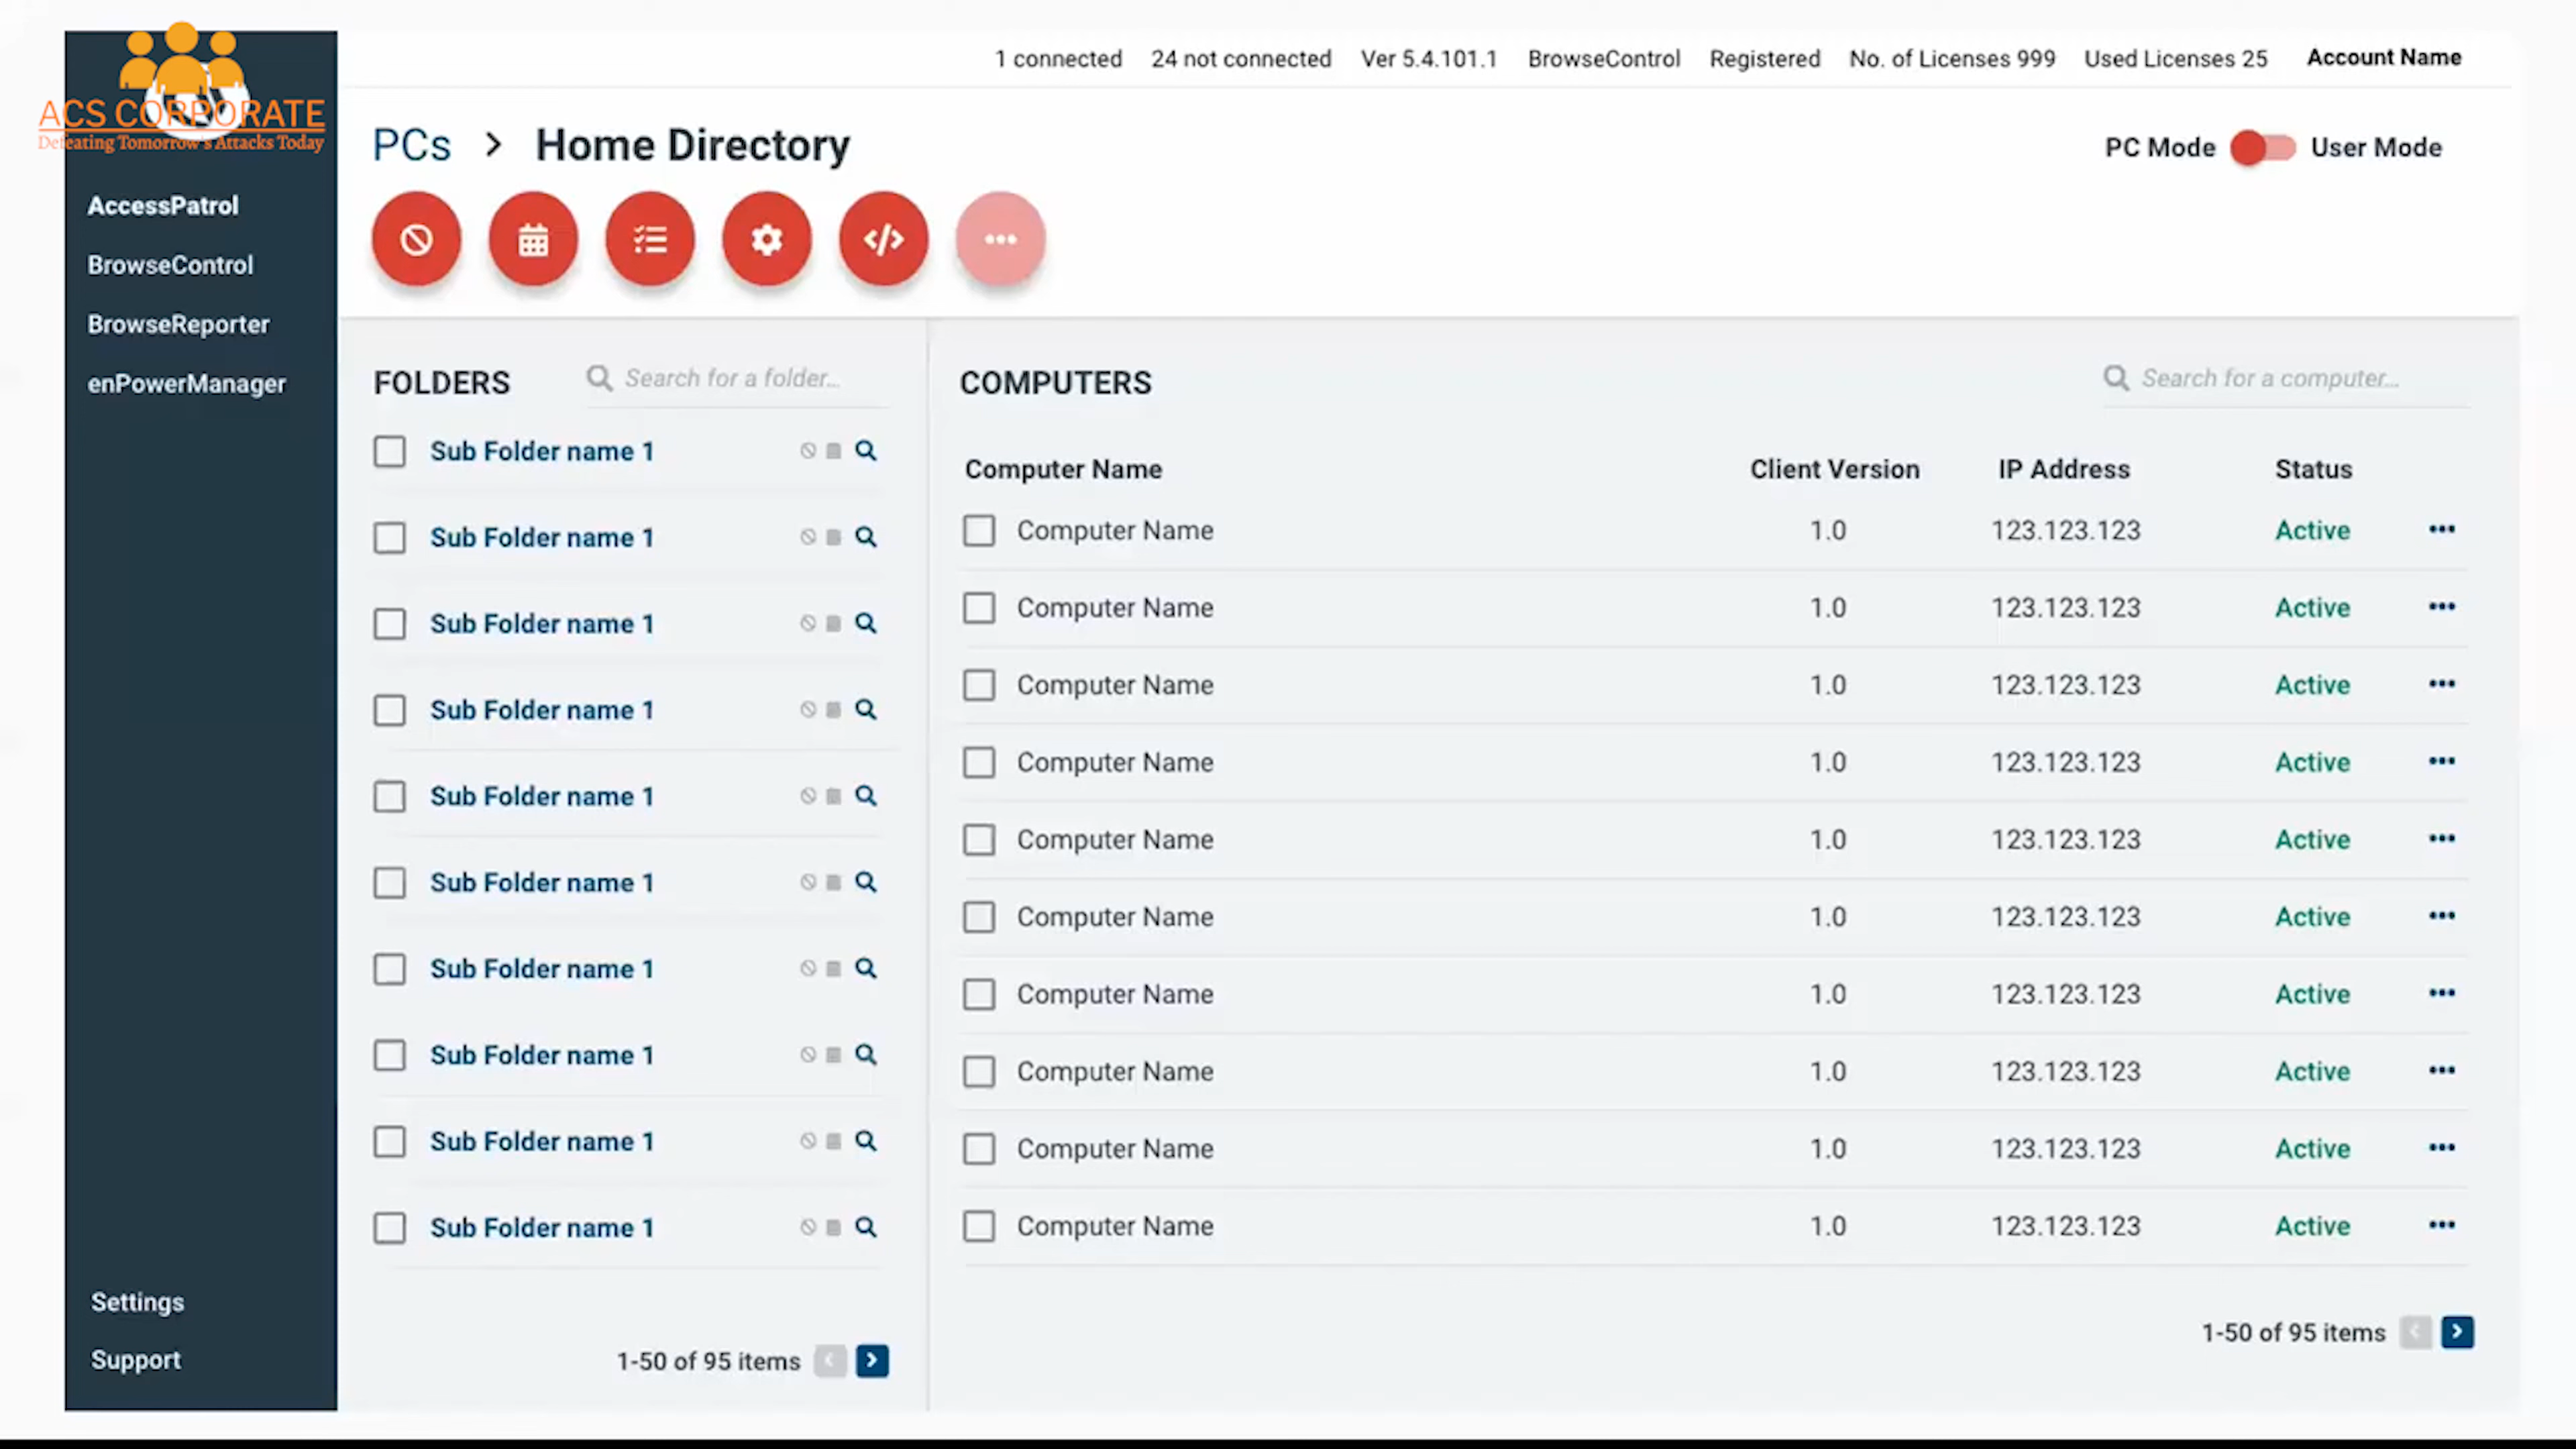 1 connected 24 not connected Ver 5.4.101.1 BrowseControl Registered No. of Licenses 999 Used Licenses 25 Account Name
ACS CORPORATE
Defeating Tomorrow's Attacks Today
AccessPatrol
BrowseControl
BrowseReporter
enPowerManager
Settings
Support
PCs > Home Directory
PC Mode User Mode
FOLDERS Search for a folder...
Sub Folder name 1
Sub Folder name 1
Sub Folder name 1
Sub Folder name 1
Sub Folder name 1
Sub Folder name 1
Sub Folder name 1
Sub Folder name 1
Sub Folder name 1
Sub Folder name 1
1-50 of 95 items
COMPUTERS Search for a computer...
Computer Name Client Version IP Address Status
Computer Name 1.0 123.123.123 Active
Computer Name 1.0 123.123.123 Active
Computer Name 1.0 123.123.123 Active
Computer Name 1.0 123.123.123 Active
Computer Name 1.0 123.123.123 Active
Computer Name 1.0 123.123.123 Active
Computer Name 1.0 123.123.123 Active
Computer Name 1.0 123.123.123 Active
Computer Name 1.0 123.123.123 Active
Computer Name 1.0 123.123.123 Active
1-50 of 95 items